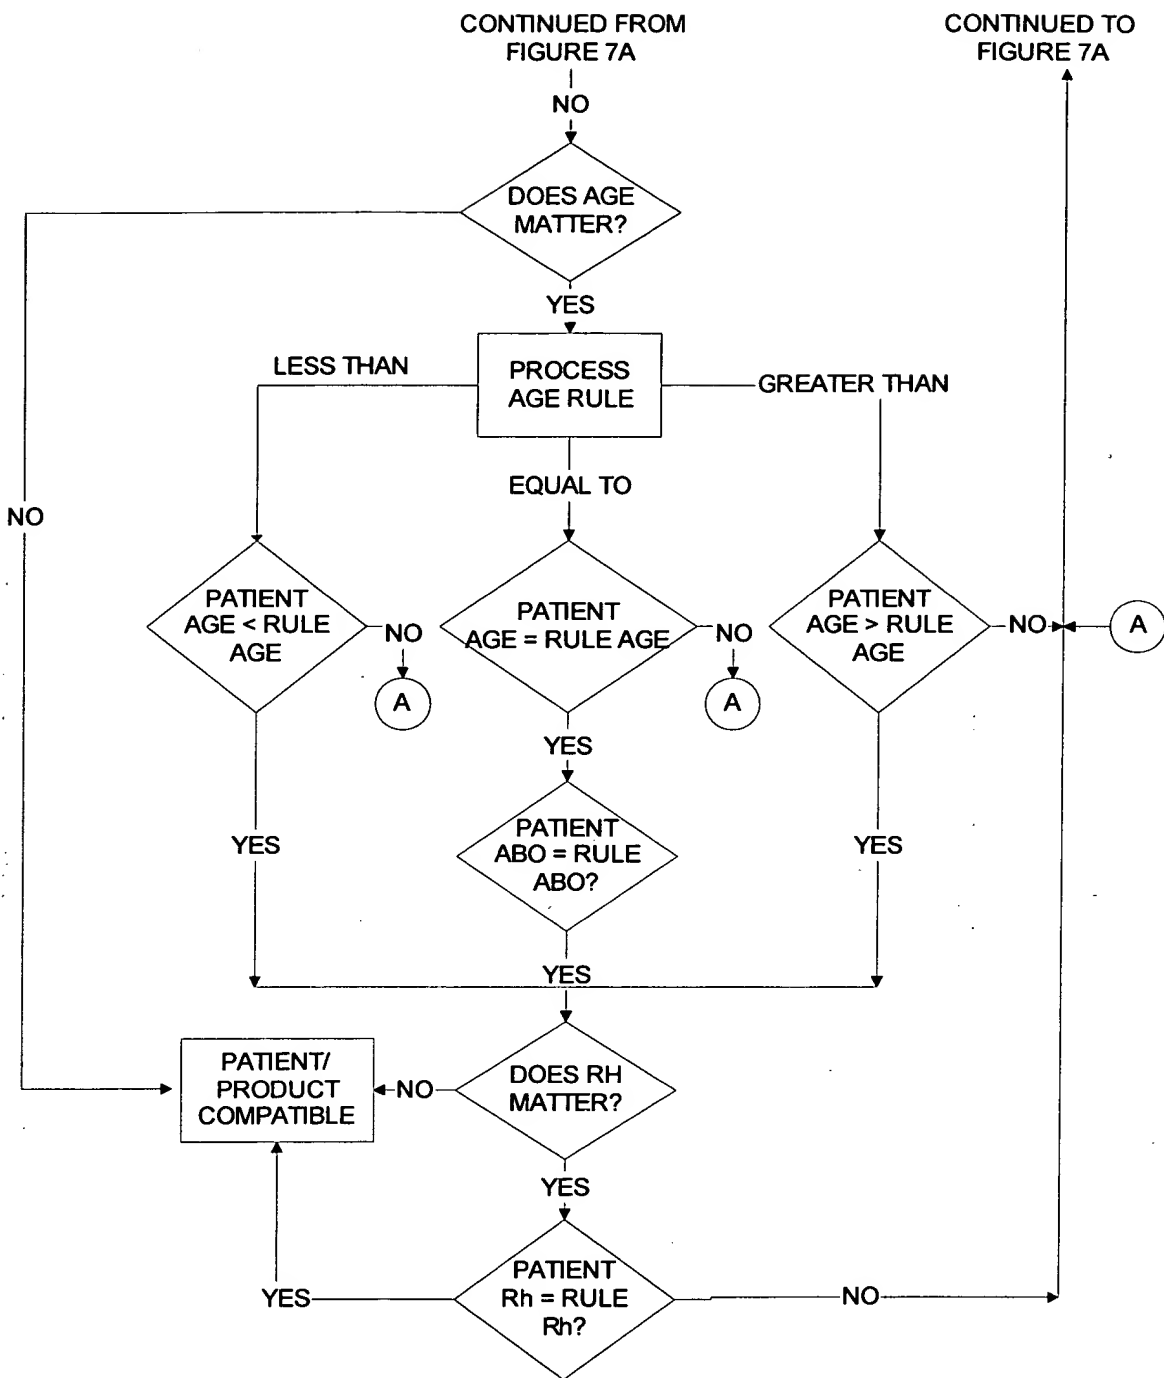 CONTINUED FROM
FIGURE 7A
CONTINUED TO
FIGURE 7A
NO
DOES AGE
MATTER?
YES
LESS THAN
PROCESS
AGE RULE
GREATER THAN
EQUAL TO
NO
PATIENT
AGE < RULE
AGE
NO
A
PATIENT
AGE = RULE AGE
NO
A
PATIENT
AGE > RULE
AGE
NO
A
YES
PATIENT
ABO = RULE
ABO?
YES
YES
YES
PATIENT/
PRODUCT
COMPATIBLE
NO
DOES RH
MATTER?
YES
PATIENT
Rh = RULE
Rh?
YES
NO